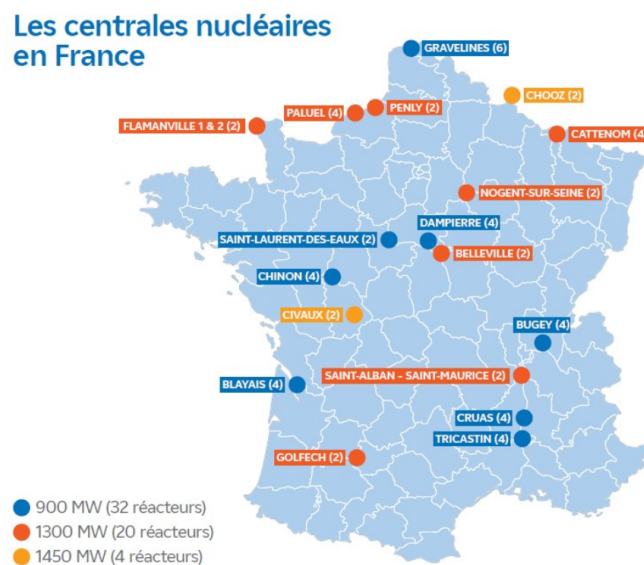 Les centrales nucléaires
en France
GRAVELINES (6)
CHOOZ (2)
PENLY (2)
PALUEL (4)
FLAMANVILLE 1 & 2 (2)
CATTENOM (4
NOGENT-SUR-SEINE (2)
DAMPIERRE (4)
SAINT-LAURENT-DES-EAUX (2)
BELLEVILLE (2)
CHINON (4)
CIVAUX (2)
BUGEY (4)
SAINT-ALBAN – SAINT-MAURICE (2)
BLAYAIS (4)
CRUAS (4)
TRICASTIN (4)
GOLFECH (2)
900 MW (32 réacteurs)
1300 MW (20 réacteurs)
1450 MW (4 réacteurs)